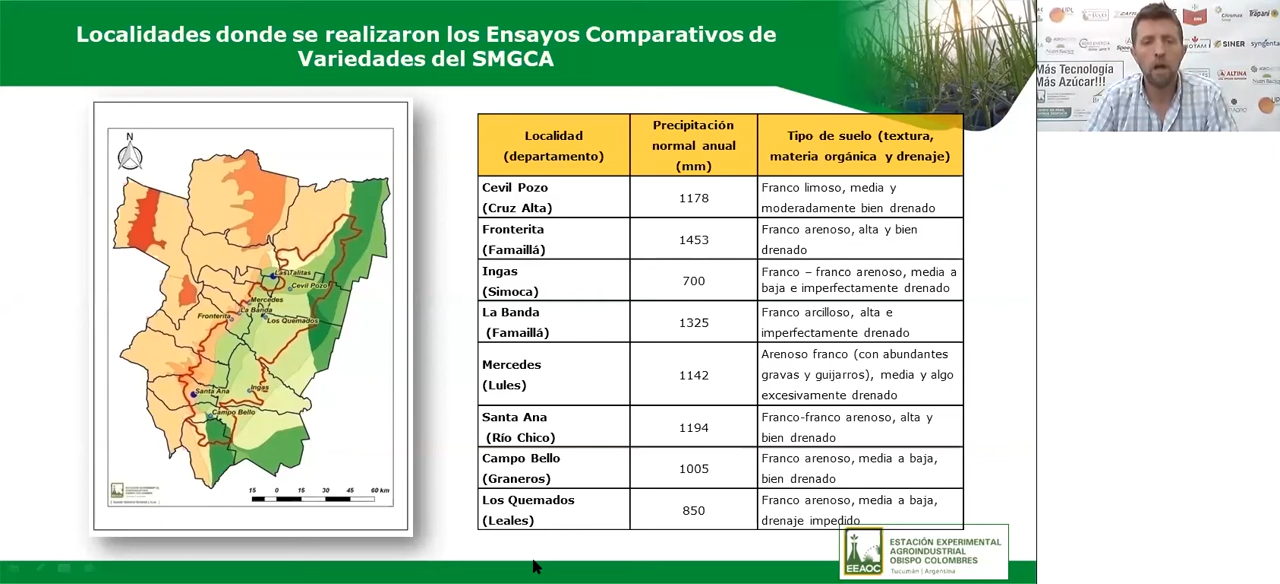 Localidades donde se realizaron los Ensayos Comparativos de
Variedades del SMGCA
N
Las Talitas
Cevil Pozo
Mercedes
La Banda
Fronterita
Los Quemados
Santa Ana
Ingas
Campo Bello
15 0 15 30 45 60 km
Localidad
(departamento)
Precipitación
normal anual
(mm)
Tipo de suelo (textura,
materia orgánica y drenaje)
Cevil Pozo
(Cruz Alta)
1178
Franco limoso, media y
moderadamente bien drenado
Fronterita
(Famaillá)
1453
Franco arenoso, alta y bien
drenado
Ingas
(Simoca)
700
Franco – franco arenoso, media a
baja e imperfectamente drenado
La Banda
(Famaillá)
1325
Franco arcilloso, alta e
imperfectamente drenado
Mercedes
(Lules)
1142
Arenoso franco (con abundantes
gravas y guijarros), media y algo
excesivamente drenado
Santa Ana
(Río Chico)
1194
Franco-franco arenoso, alta y
bien drenado
Campo Bello
(Graneros)
1005
Franco arenoso, media a baja,
bien drenado
Los Quemados
(Leales)
850
Franco arenoso, media a baja,
drenaje impedido
EEAOC
ESTACIÓN EXPERIMENTAL
AGROINDUSTRIAL
OBISPO COLOMBRES
Tucumán | Argentina
Más Tecnología
Más Azúcar!!!
Trapani
SINER
syngenta
ALTINA
UPL